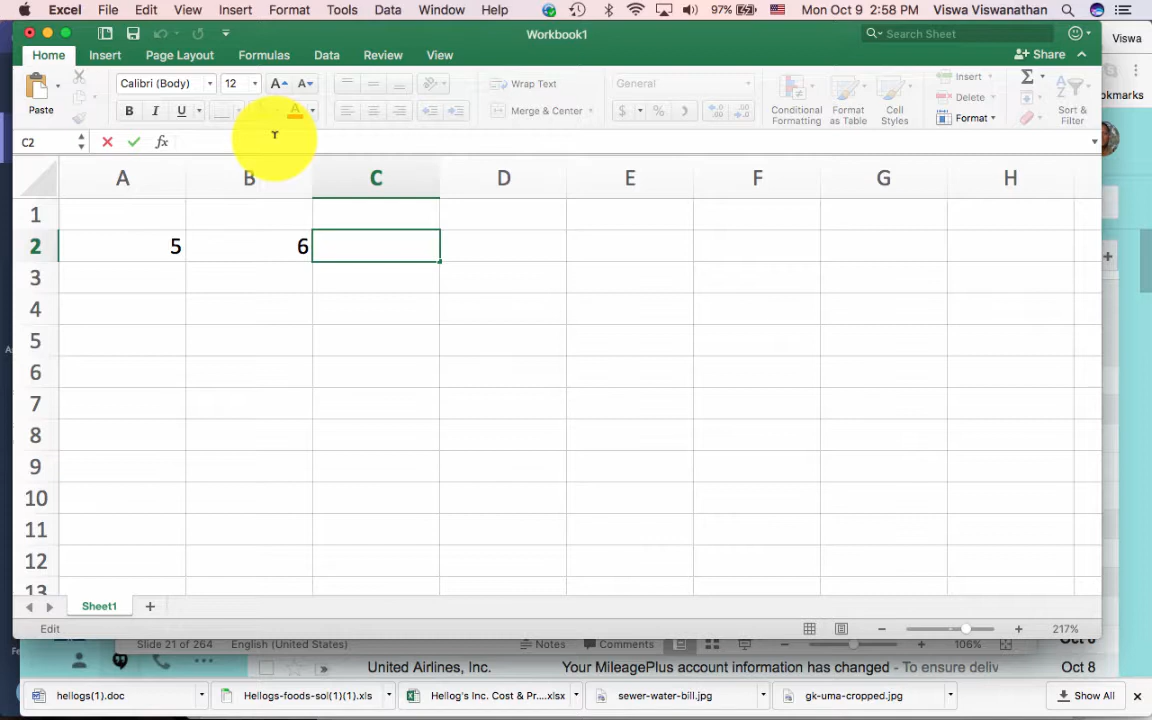 Excel File Edit View Insert Format Tools Data Window Help 97% Mon Oct 9 2:58 PM Viswa Viswanathan
Workbook1 Search Sheet Viswa
Home Insert Page Layout Formulas Data Review View Share
Paste Calibri (Body) 12 A A Wrap Text General Insert
Delete
B I U A Merge & Center $ % Conditional Formatting Format as Table Cell Styles Format Sort & Filter
C2 fx
A B C D E F G H
1
2 5 6
3
4
5
6
7
8
9
10
11
12
13
Sheet1 +
Edit 217%
Slide 21 of 264 English (United States) Notes Comments 106%
United Airlines, Inc. Your MileagePlus account information has changed - To ensure deliv Oct 8
hellogs(1).doc Hellogs-foods-sol(1)(1).xls Hellog's Inc. Cost & Pr....xlsx sewer-water-bill.jpg gk-uma-cropped.jpg Show All